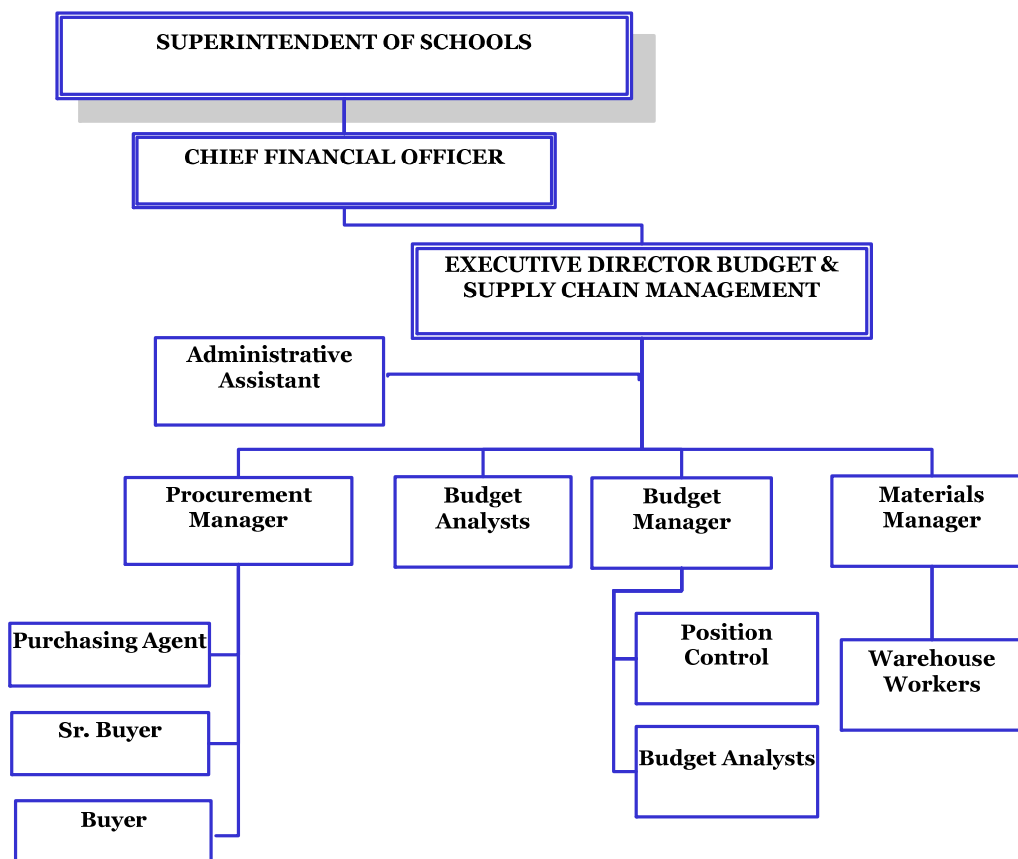 SUPERINTENDENT OF SCHOOLS
CHIEF FINANCIAL OFFICER
EXECUTIVE DIRECTOR BUDGET &
SUPPLY CHAIN MANAGEMENT
Administrative
Assistant
Procurement
Manager
Budget
Analysts
Budget
Manager
Materials
Manager
Purchasing Agent
Sr. Buyer
Buyer
Position
Control
Budget Analysts
Warehouse
Workers